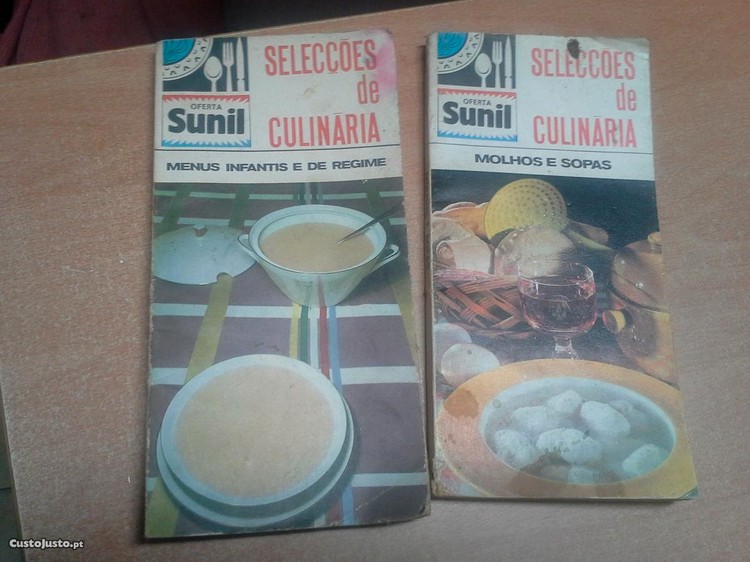 SELECCÕES
de
CULINÁRIA
OFERTA
Sunil
MENUS INFANTIS E DE REGIME
SELECCÕES
de
CULINÁRIA
OFERTA
Sunil
MOLHOS E SOPAS
CustoJusto.pt